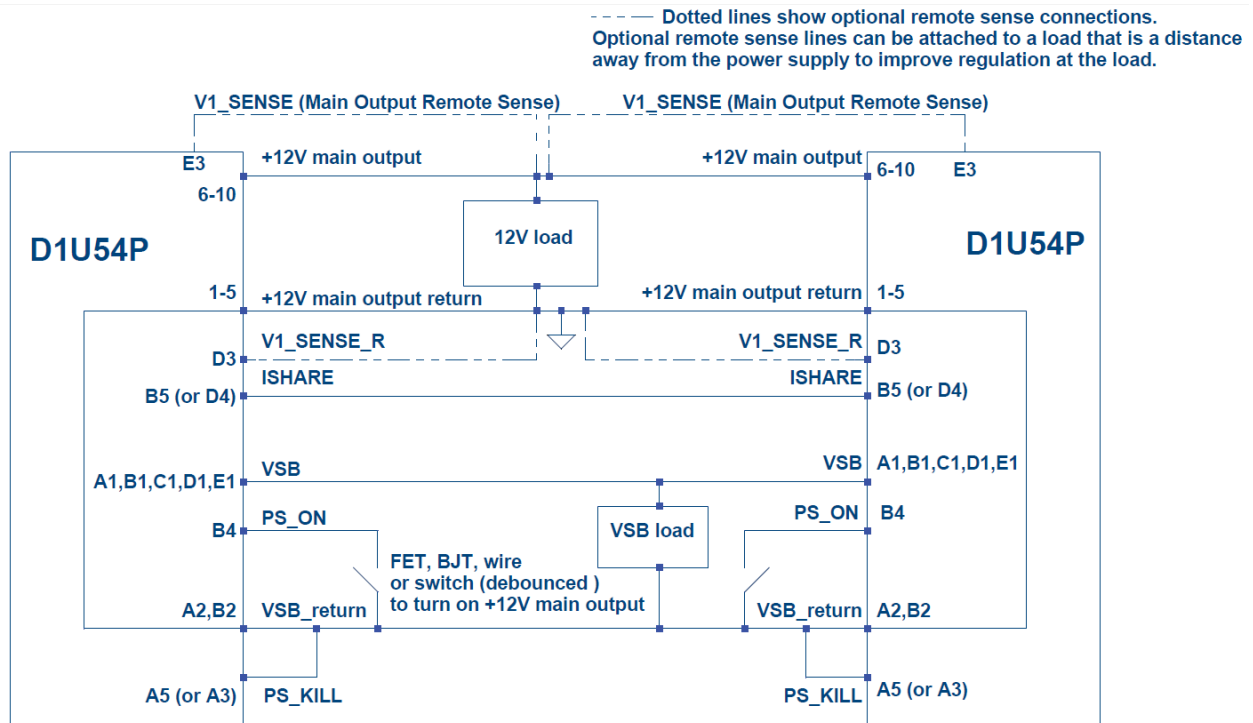 Dotted lines show optional remote sense connections.
Optional remote sense lines can be attached to a load that is a distance
away from the power supply to improve regulation at the load.
V1_SENSE (Main Output Remote Sense)
V1_SENSE (Main Output Remote Sense)
E3
+12V main output
+12V main output
6-10
E3
6-10
D1U54P
12V load
D1U54P
1-5
+12V main output return
+12V main output return
1-5
V1_SENSE_R
V1_SENSE_R
D3
D3
ISHARE
ISHARE
B5 (or D4)
B5 (or D4)
A1,B1,C1,D1,E1
VSB
VSB
A1,B1,C1,D1,E1
B4
PS_ON
VSB load
PS_ON
B4
FET, BJT, wire
or switch (debounced )
to turn on +12V main output
A2,B2
VSB_return
VSB_return
A2,B2
A5 (or A3)
PS_KILL
PS_KILL
A5 (or A3)